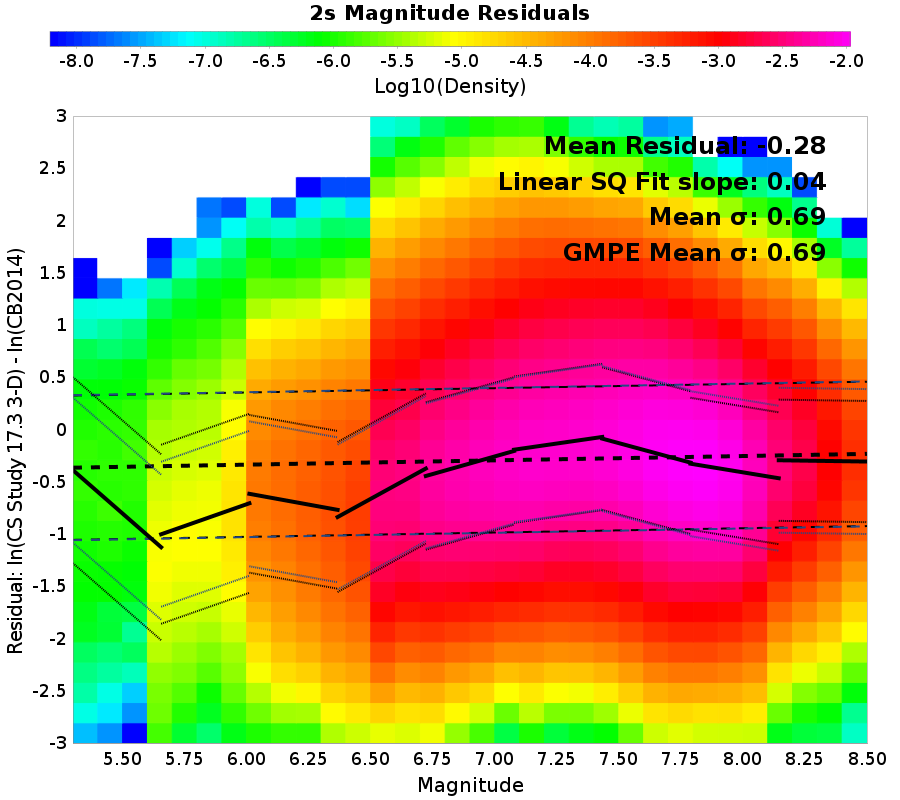 2s Magnitude Residuals
-8.0 -7.5 -7.0 -6.5 -6.0 -5.5 -5.0 -4.5 -4.0 -3.5 -3.0 -2.5 -2.0
Log10(Density)
Mean Residual: -0.28
Linear SQ Fit slope: 0.04
Mean σ: 0.69
GMPE Mean σ: 0.69
Residual: ln(CS Study 17.3 3-D) - ln(CB2014)
3
2.5
2
1.5
1
0.5
0
-0.5
-1
-1.5
-2
-2.5
-3
5.50 5.75 6.00 6.25 6.50 6.75 7.00 7.25 7.50 7.75 8.00 8.25 8.50
Magnitude